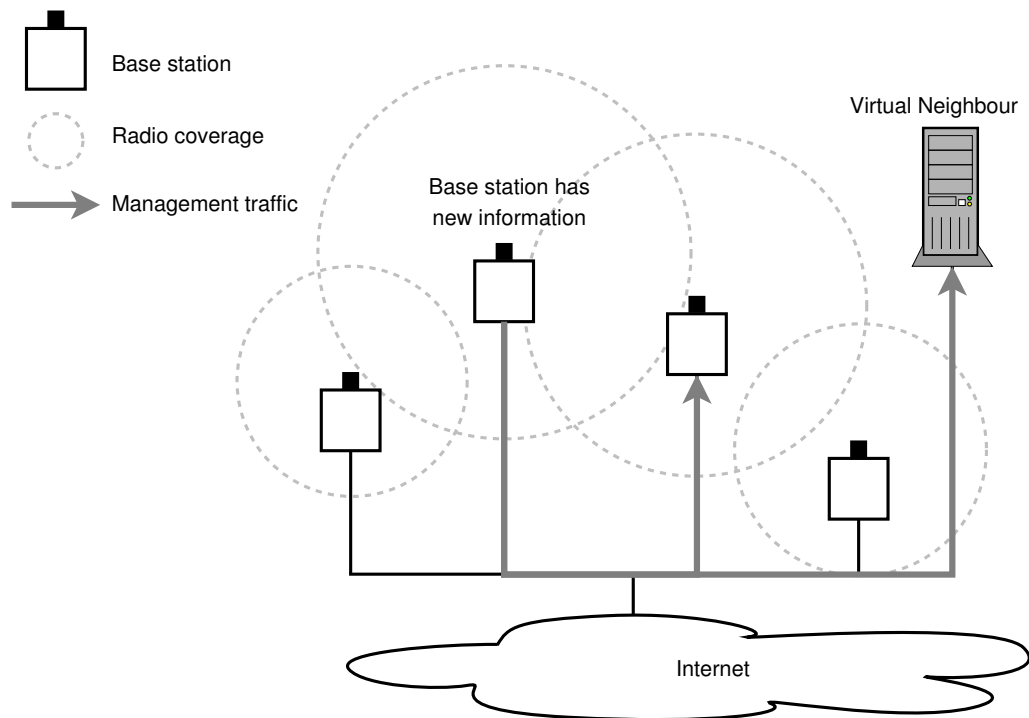 Base station
Radio coverage
Management traffic
Base station has
new information
Virtual Neighbour
Internet